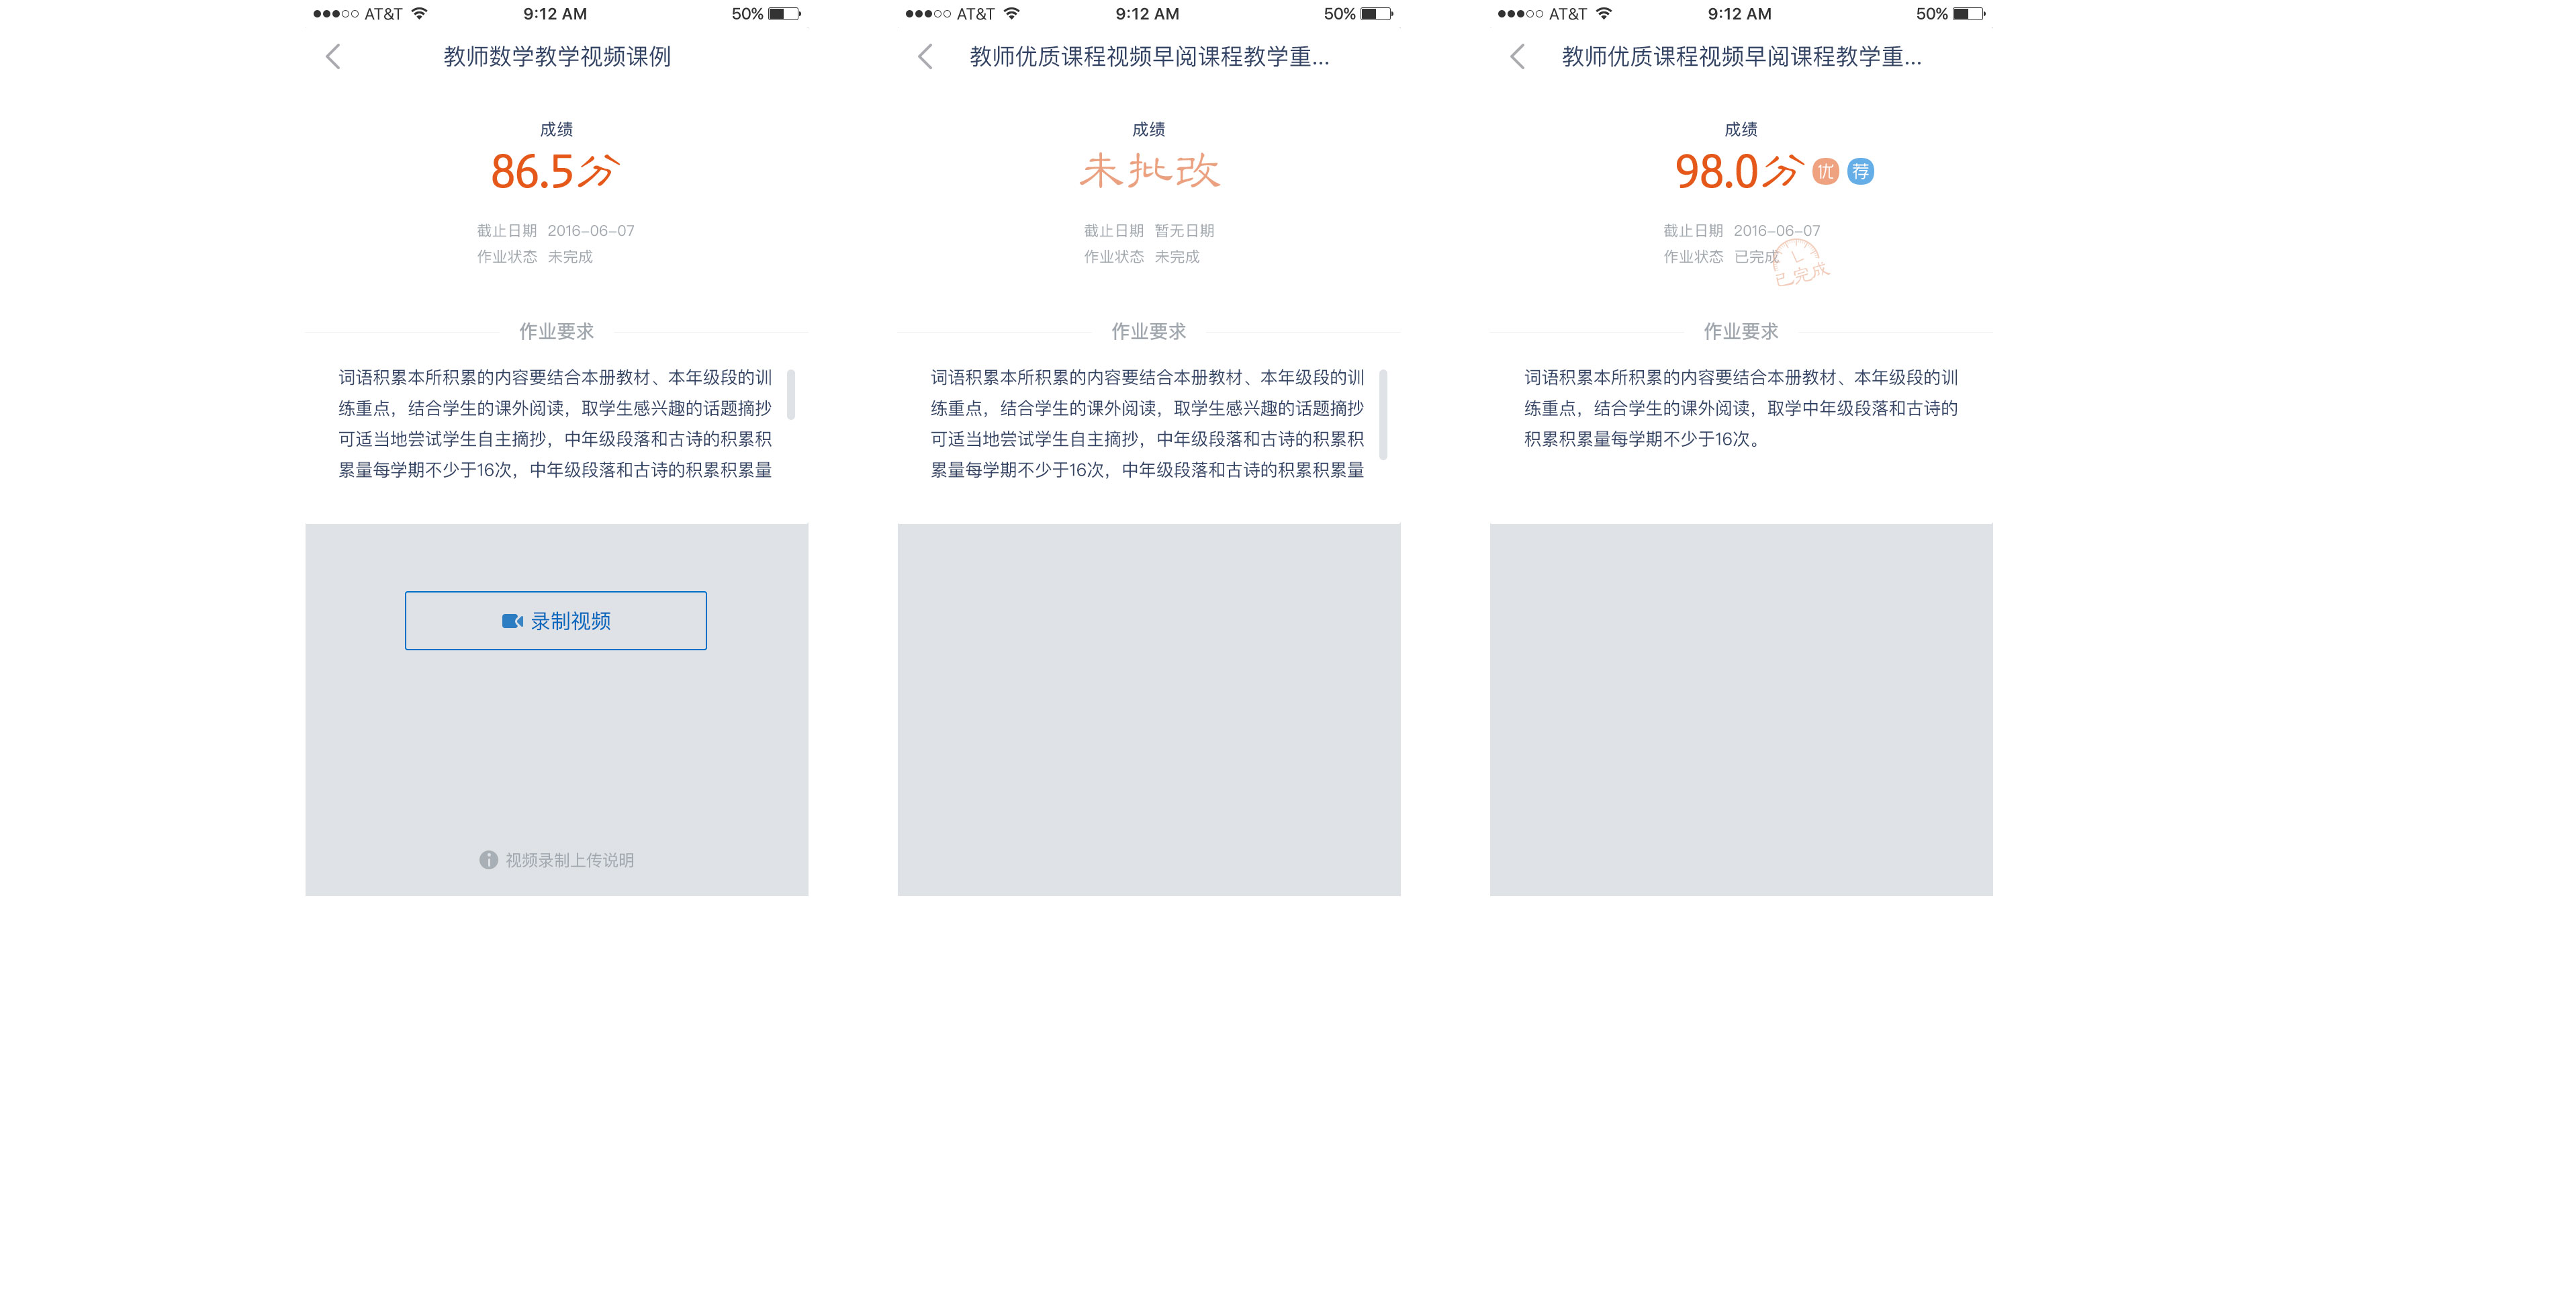 AT&T 9:12 AM 50%
教师数学教学视频课例
成绩
86.5分
截止日期 2016-06-07
作业状态 未完成
作业要求
词语积累本所积累的内容要结合本册教材、本年级段的训
练重点，结合学生的课外阅读，取学生感兴趣的话题摘抄
可适当地尝试学生自主摘抄，中年级段落和古诗的积累积
累量每学期不少于16次，中年级段落和古诗的积累积累量
录制视频
视频录制上传说明
AT&T 9:12 AM 50%
教师优质课程视频早阅课程教学重...
成绩
未批改
截止日期 暂无日期
作业状态 未完成
作业要求
词语积累本所积累的内容要结合本册教材、本年级段的训
练重点，结合学生的课外阅读，取学生感兴趣的话题摘抄
可适当地尝试学生自主摘抄，中年级段落和古诗的积累积
累量每学期不少于16次，中年级段落和古诗的积累积累量
AT&T 9:12 AM 50%
教师优质课程视频早阅课程教学重...
成绩
98.0分 优 荐
截止日期 2016-06-07
作业状态 已完成
已完成
作业要求
词语积累本所积累的内容要结合本册教材、本年级段的训
练重点，结合学生的课外阅读，取学中年级段落和古诗的
积累积累量每学期不少于16次。